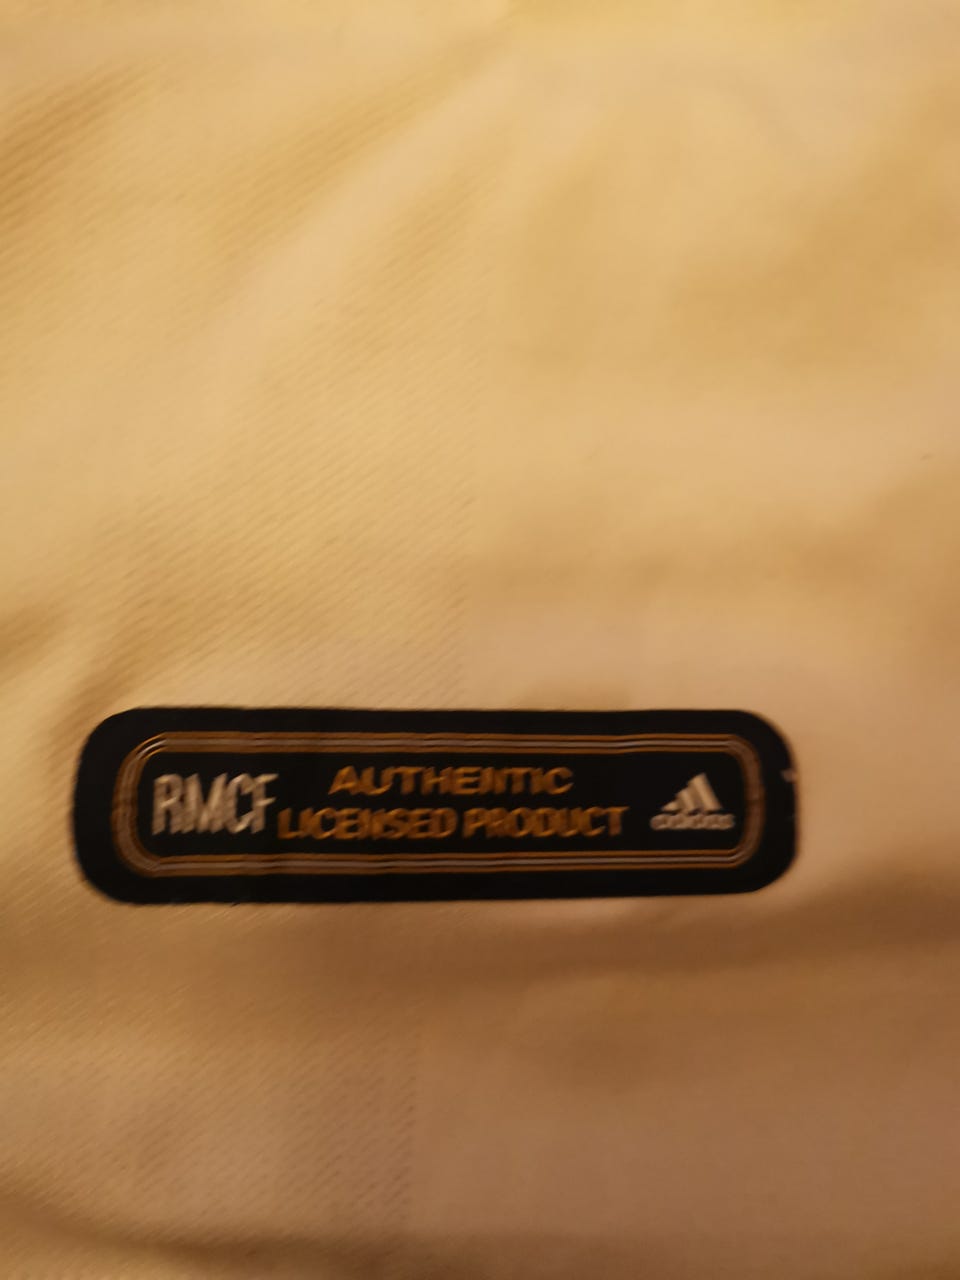 RMCF
AUTHENTIC
LICENSED PRODUCT
adidas